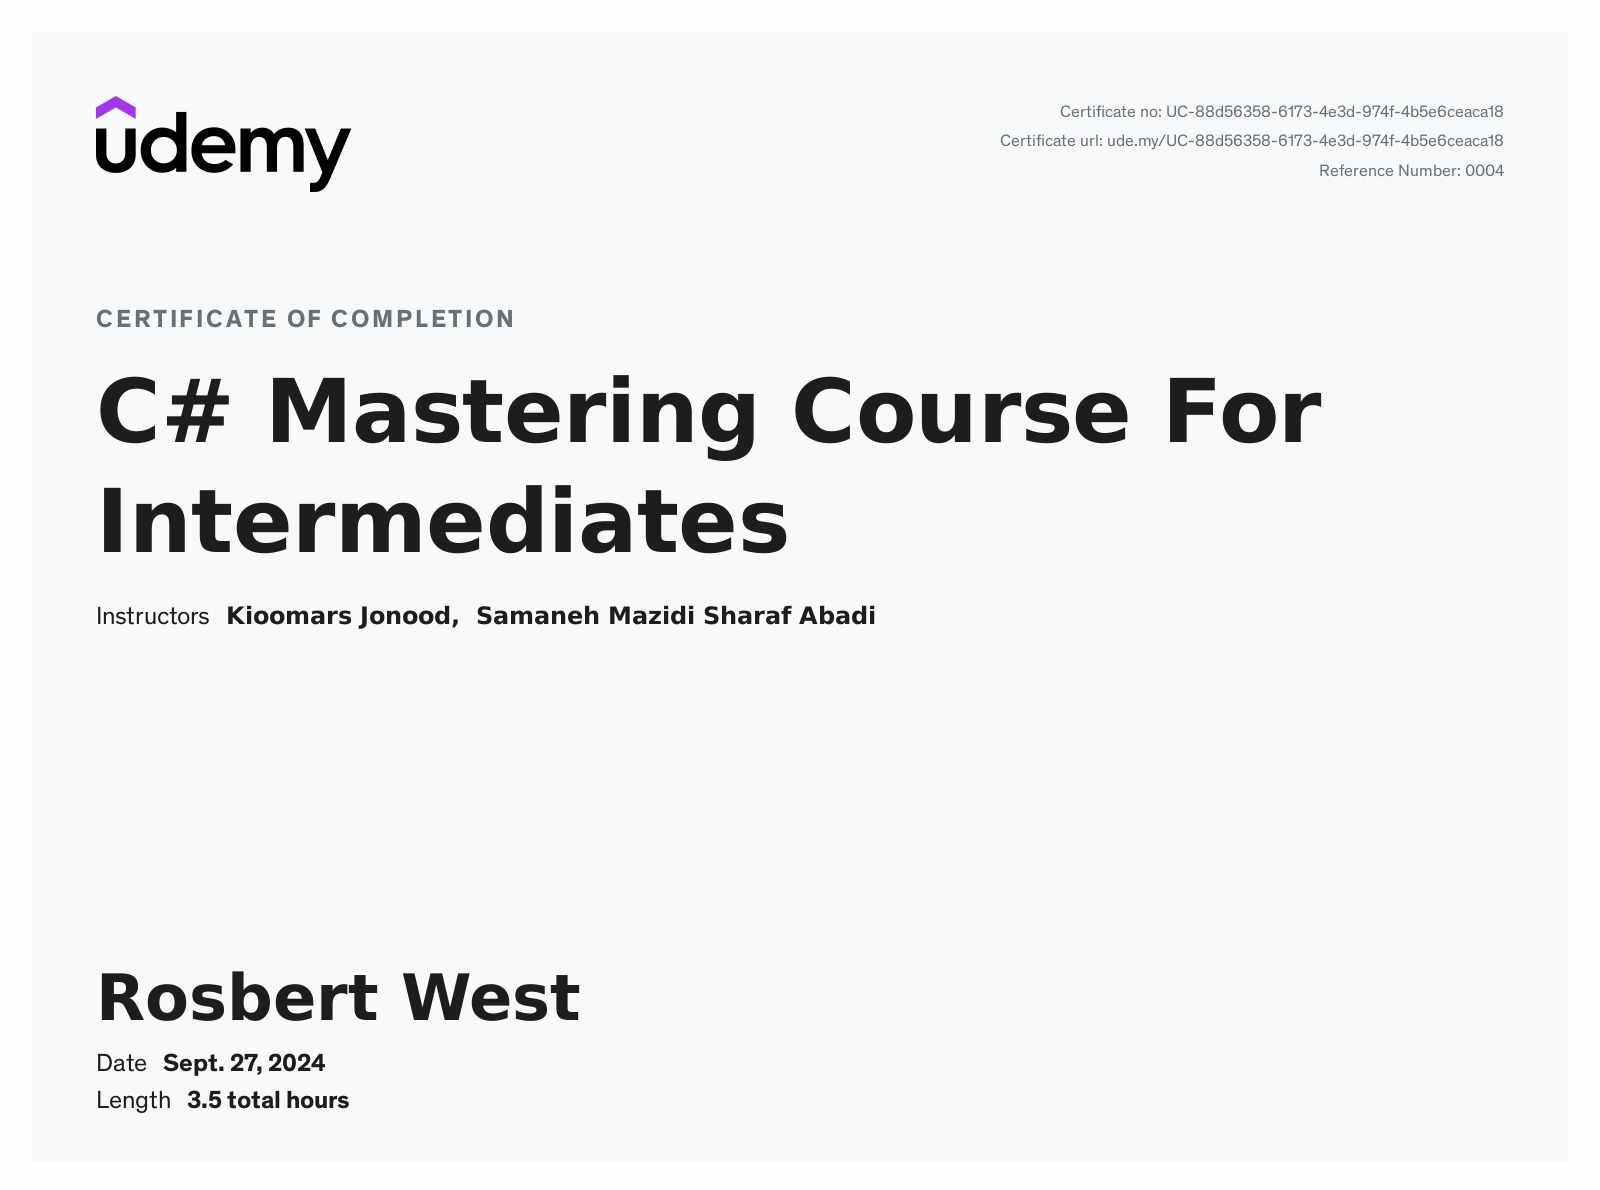 udemy
Certificate no: UC-88d56358-6173-4e3d-974f-4b5e6ceaca18
Certificate url: ude.my/UC-88d56358-6173-4e3d-974f-4b5e6ceaca18
Reference Number: 0004
CERTIFICATE OF COMPLETION
C# Mastering Course For
Intermediates
Instructors Kioomars Jonood, Samaneh Mazidi Sharaf Abadi
Rosbert West
Date Sept. 27, 2024
Length 3.5 total hours